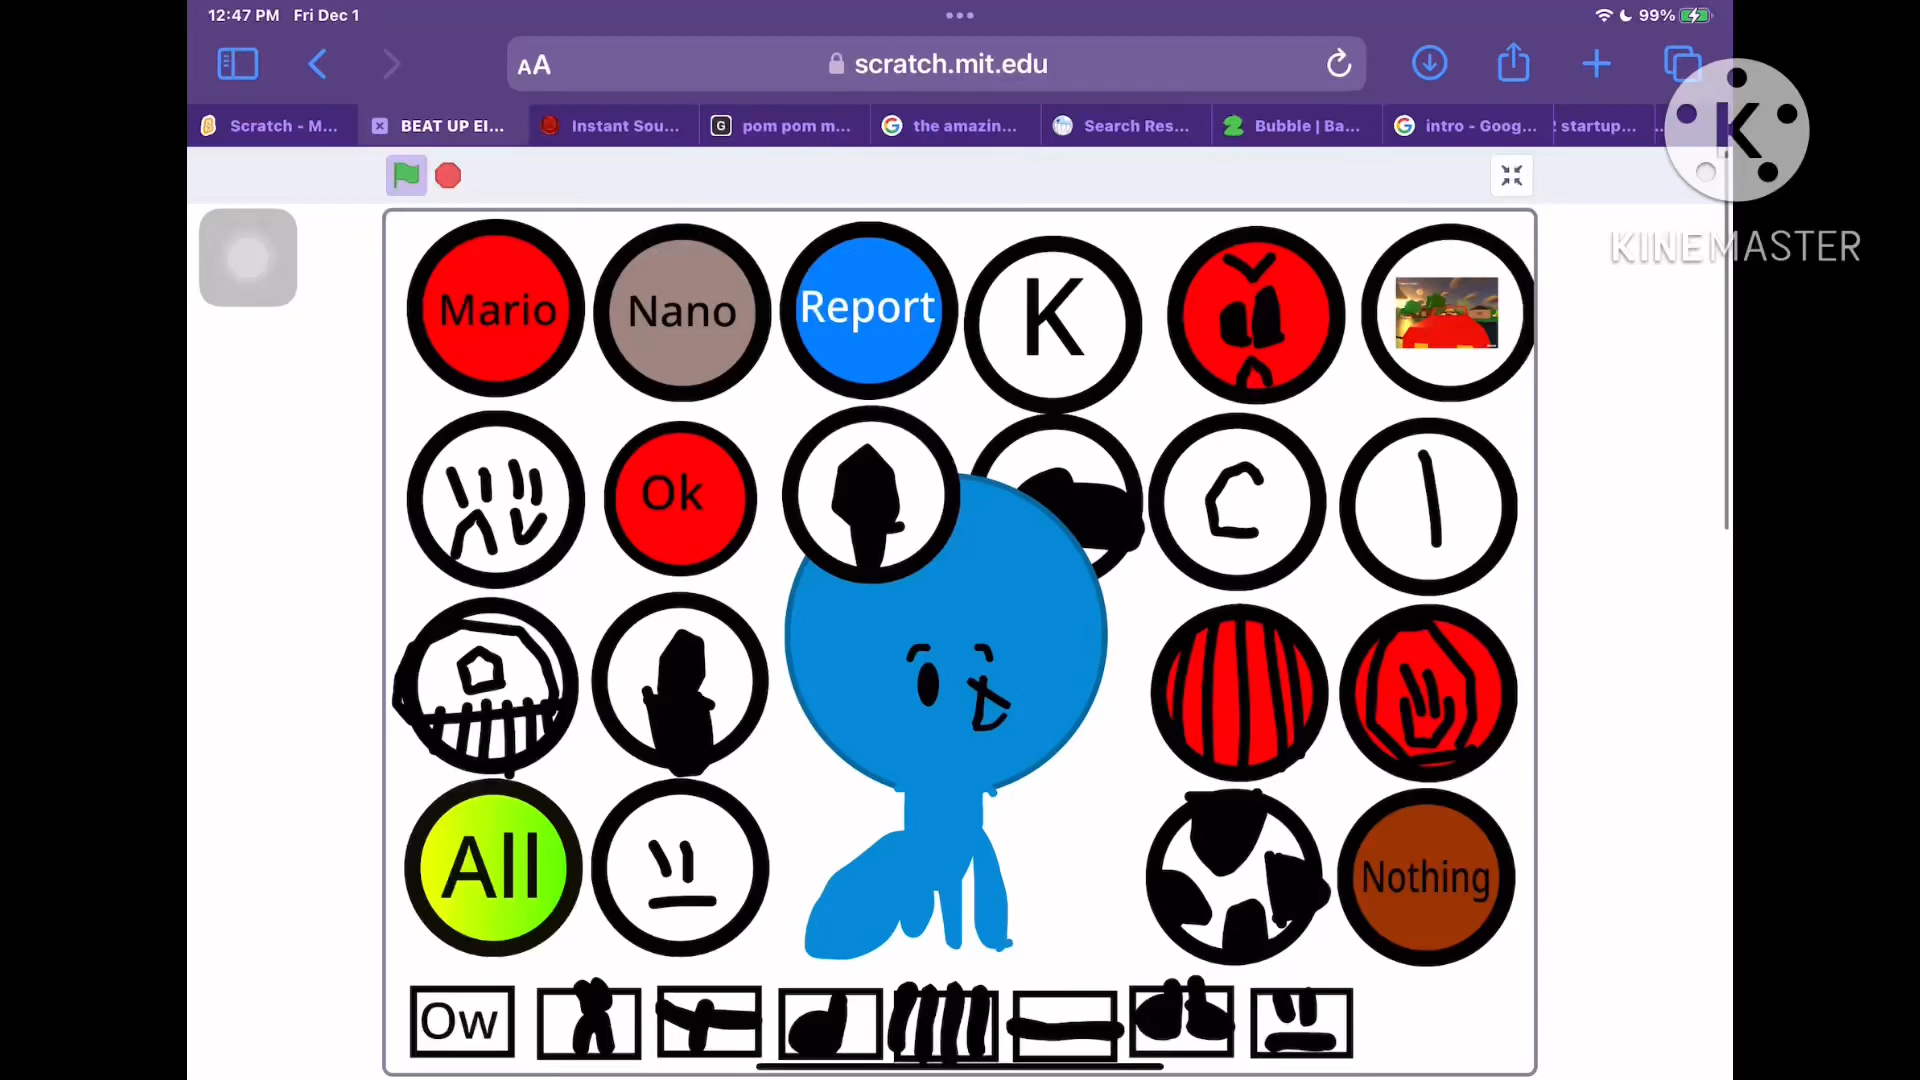 12:47 PM Fri Dec 1
99%
AA scratch.mit.edu
Scratch - M... BEAT UP EI... Instant Sou... G pom pom m... the amazin... Search Res... Bubble | Ba... intro - Goog... startup...
K
KINEMASTER
Mario Nano Report K
Ok
All Nothing
Ow